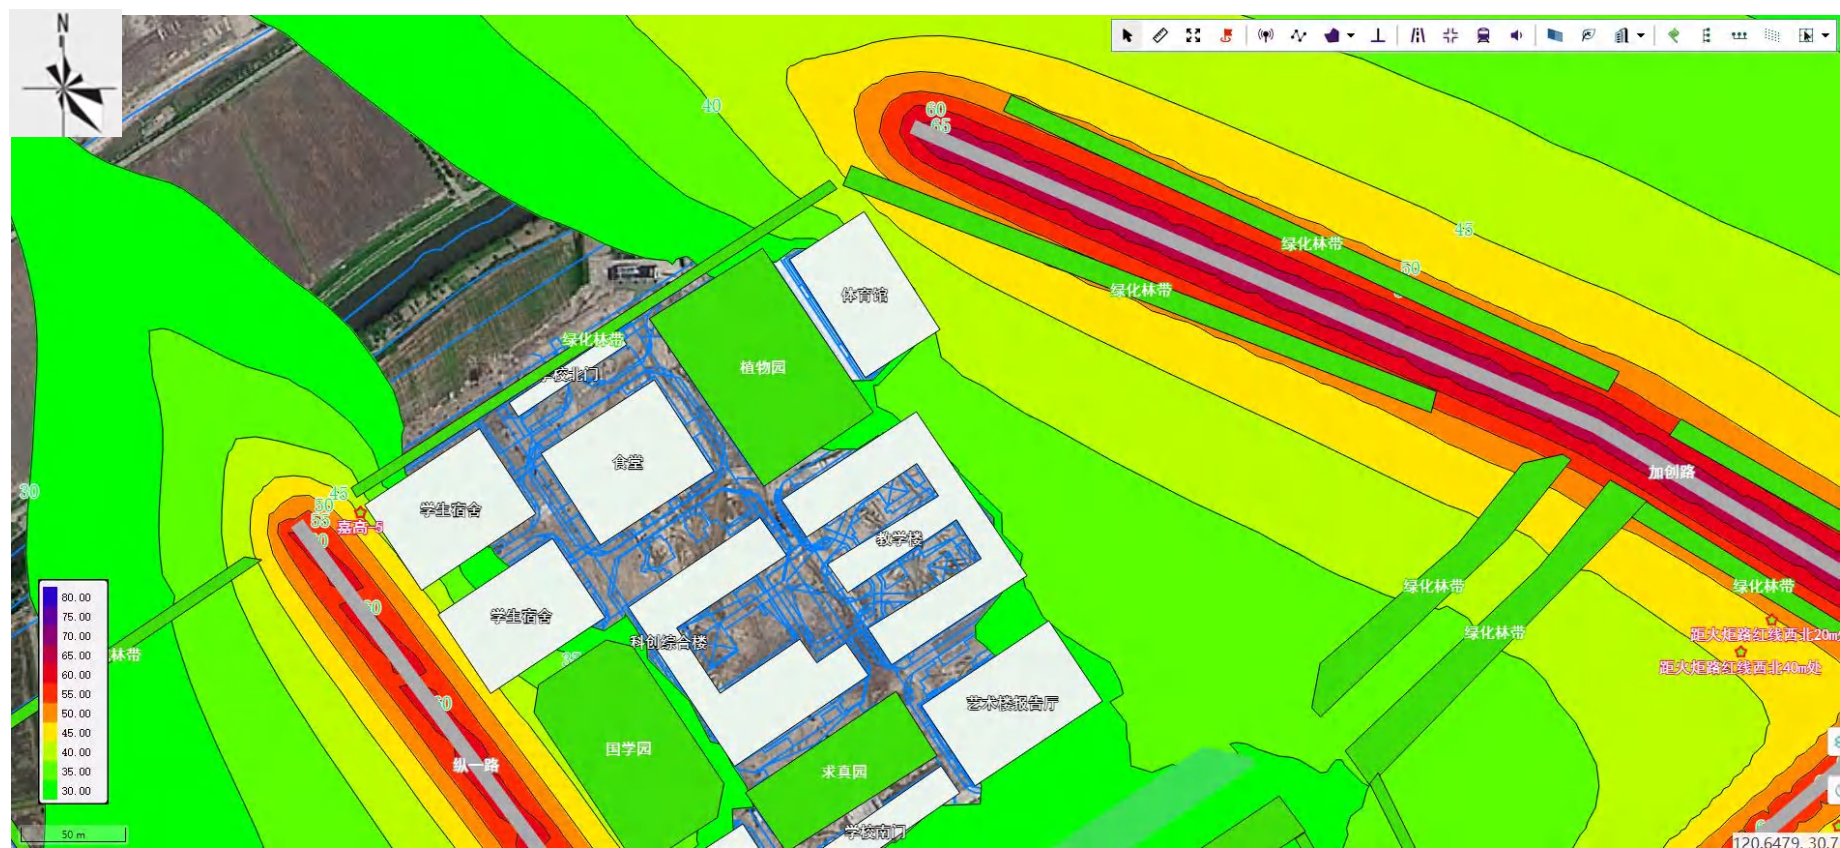 N
40
60
65
45
绿化林带
50
绿化林带
体育馆
绿化林带
植物园
学校北门
食堂
加创路
30
45
50
55
嘉高-5
学生宿舍
教学楼
绿化林带
绿化林带
80.00
75.00
70.00
65.00
60.00
55.00
50.00
45.00
40.00
35.00
30.00
60
学生宿舍
科创综合楼
绿化林带
距火炬路红线西北20m
林带
35
距火炬路红线西北40m处
60
艺术楼报告厅
国学园
纵一路
求真园
学校南门
50 m
120.6479, 30.7